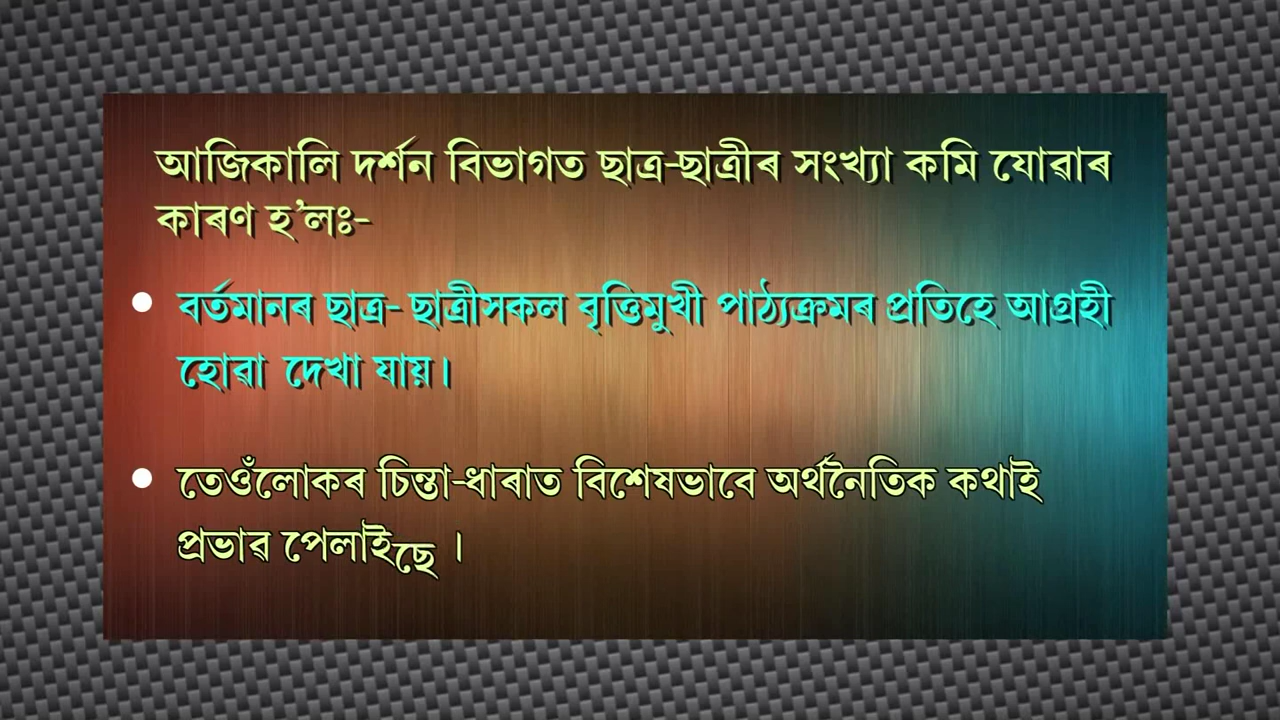 আজিকালি দৰ্শন বিভাগত ছাত্ৰ-ছাত্ৰীৰ সংখ্যা কমি যোৱাৰ
কাৰণ হ’লঃ-
• বৰ্তমানৰ ছাত্ৰ- ছাত্ৰীসকল বৃত্তিমুখী পাঠ্যক্ৰমৰ প্ৰতিহে আগ্ৰহী
হোৱা দেখা যায়।
• তেওঁলোকৰ চিন্তা-ধাৰাত বিশেষভাবে অৰ্থনৈতিক কথাই
প্ৰভাৱ পেলাইছে ।